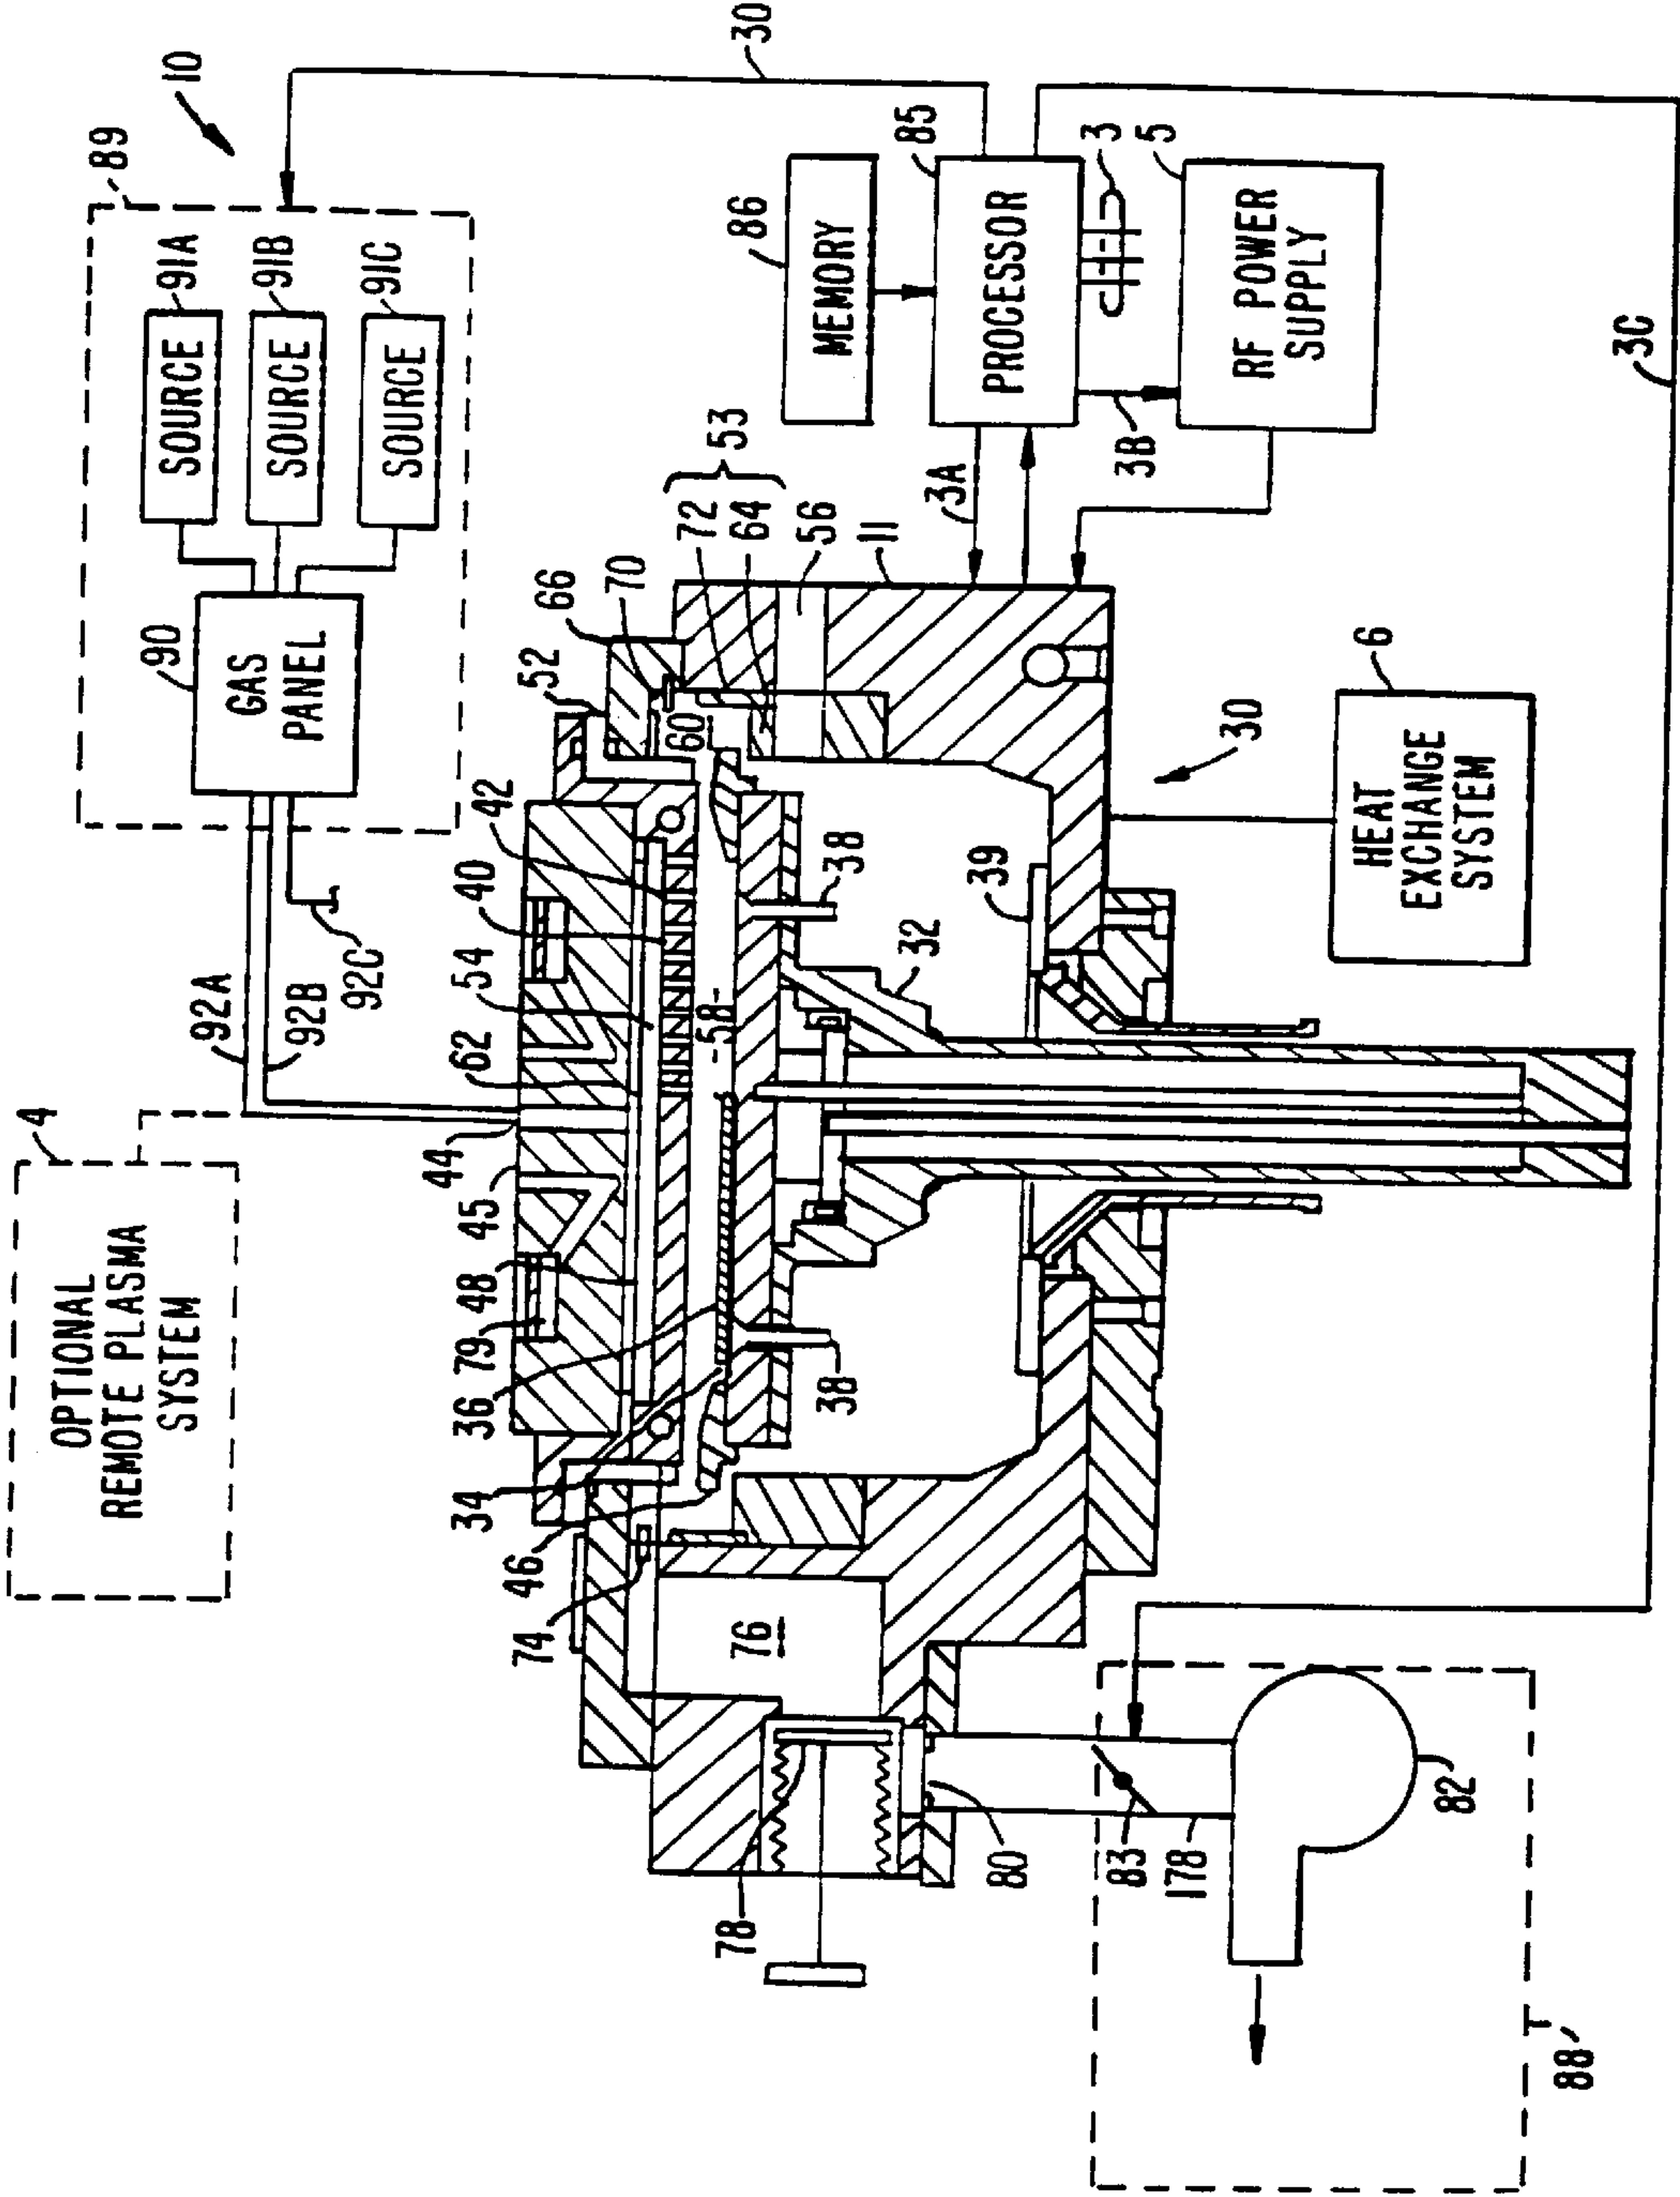 4
OPTIONAL
REMOTE PLASMA
SYSTEM
92A
92B
92C
90
GAS
PANEL
SOURCE
91A
SOURCE
91B
SOURCE
91C
89
10
30
74
46
34
36
79
48
45
44
62
54
40
42
52
66
70
72
64
53
56
11
60
58
76
78
80
38
38
32
39
30
86
MEMORY
85
PROCESSOR
3
3A
3B
5
RF POWER
SUPPLY
6
HEAT
EXCHANGE
SYSTEM
83
178
82
88
3C